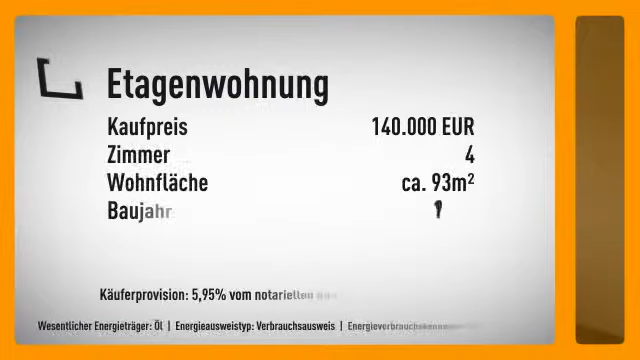 Etagenwohnung
Kaufpreis 140.000 EUR
Zimmer 4
Wohnfläche ca. 93m²
Baujahr
Käuferprovision: 5,95% vom notariellen
Wesentlicher Energieträger: Öl | Energieausweistyp: Verbrauchsausweis |